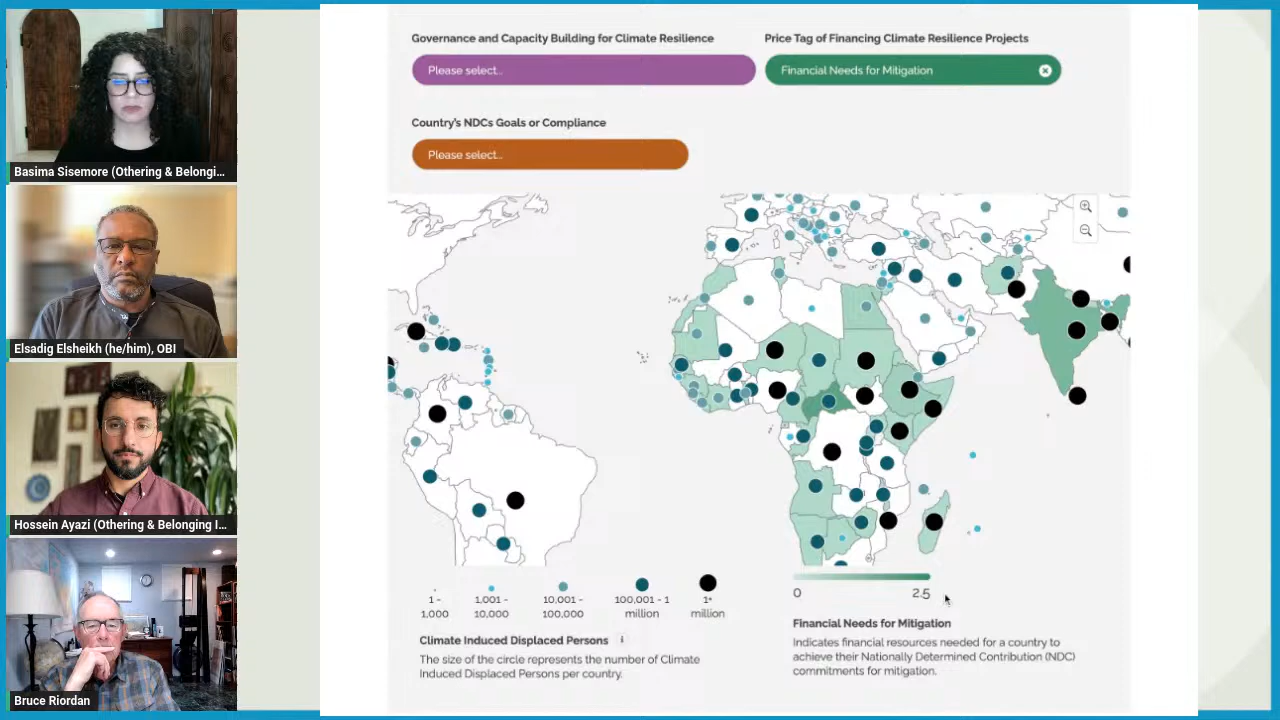 Basima Sisemore (Othering & Belongi...
Elsadig Elsheikh (he/him), OBI
Hossein Ayazi (Othering & Belonging I...
Bruce Riordan
Governance and Capacity Building for Climate Resilience
Please select..
Price Tag of Financing Climate Resilience Projects
Financial Needs for Mitigation
Country's NDCs Goals or Compliance
Please select..
1 -
1,000
1,001 -
10,000
10,001 -
100,000
100,001 - 1
million
1+
million
Climate Induced Displaced Persons i
The size of the circle represents the number of Climate
Induced Displaced Persons per country.
0 2.5
Financial Needs for Mitigation
Indicates financial resources needed for a country to
achieve their Nationally Determined Contribution (NDC)
commitments for mitigation.